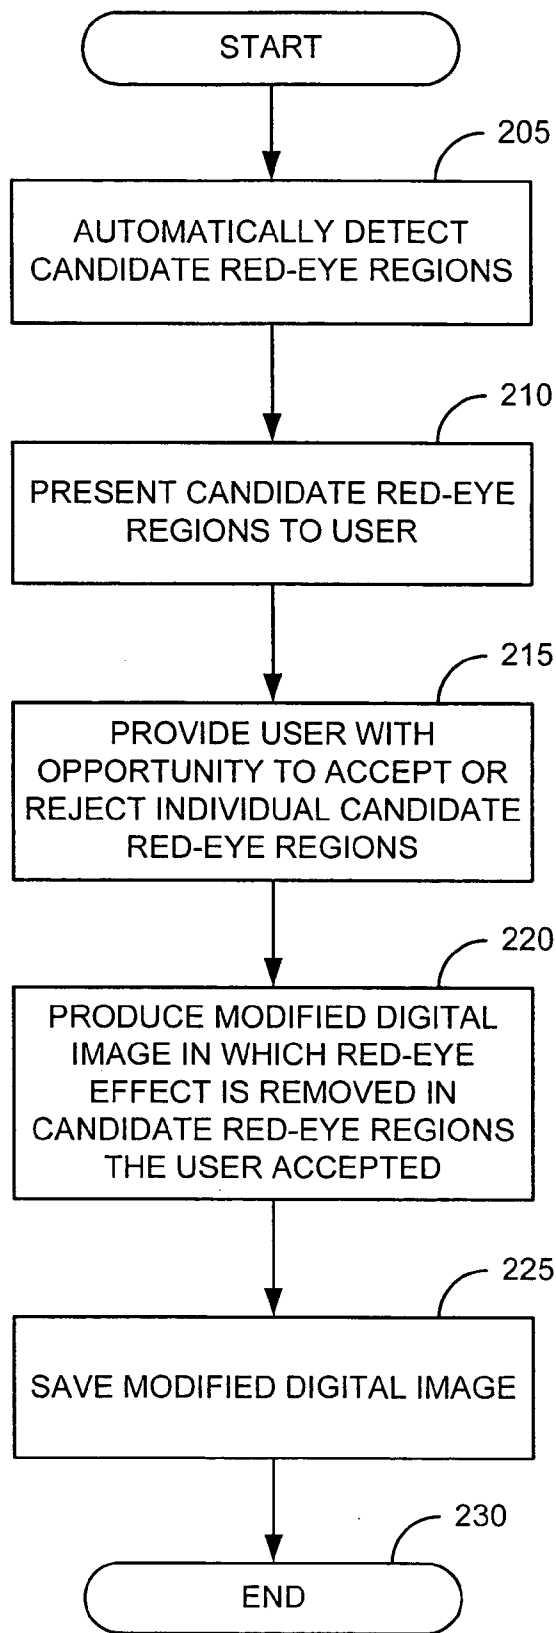 START
205
AUTOMATICALLY DETECT
CANDIDATE RED-EYE REGIONS
210
PRESENT CANDIDATE RED-EYE
REGIONS TO USER
215
PROVIDE USER WITH
OPPORTUNITY TO ACCEPT OR
REJECT INDIVIDUAL CANDIDATE
RED-EYE REGIONS
220
PRODUCE MODIFIED DIGITAL
IMAGE IN WHICH RED-EYE
EFFECT IS REMOVED IN
CANDIDATE RED-EYE REGIONS
THE USER ACCEPTED
225
SAVE MODIFIED DIGITAL IMAGE
230
END